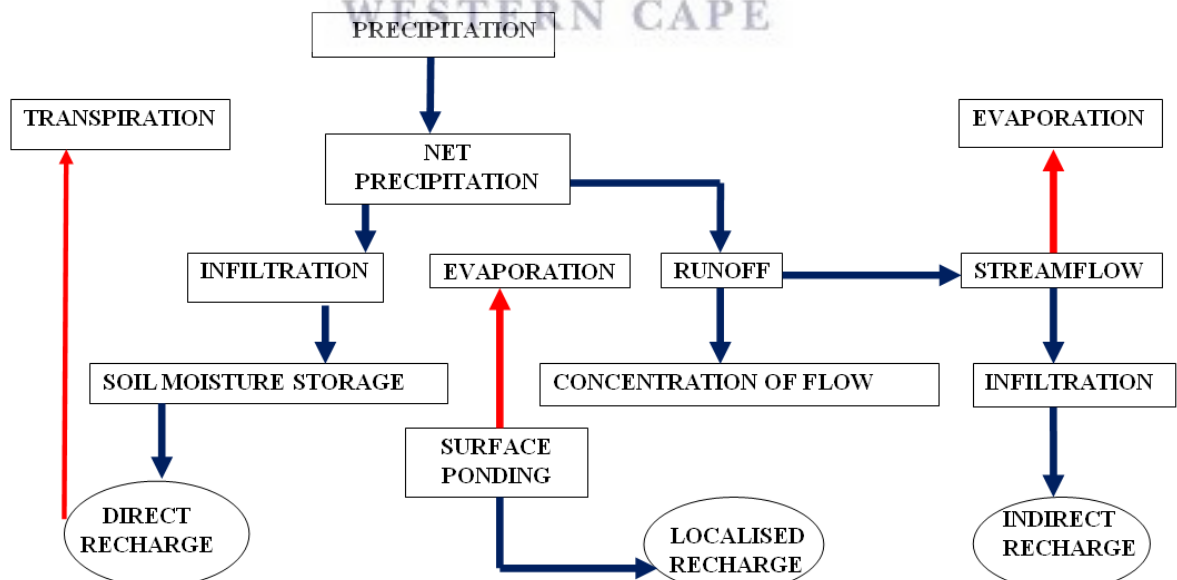 WESTERN CAPE
PRECIPITATION
TRANSPIRATION
EVAPORATION
NET
PRECIPITATION
INFILTRATION
EVAPORATION
RUNOFF
STREAMFLOW
SOIL MOISTURE STORAGE
CONCENTRATION OF FLOW
INFILTRATION
SURFACE
PONDING
DIRECT
RECHARGE
LOCALISED
RECHARGE
INDIRECT
RECHARGE